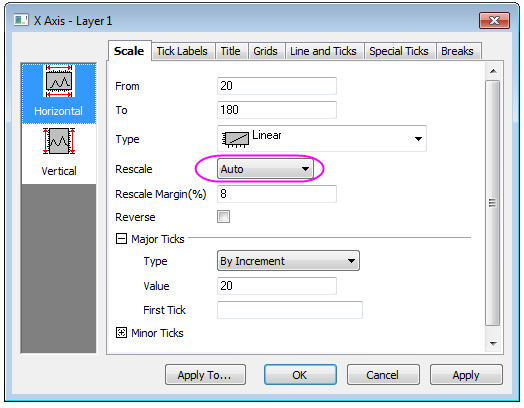 X Axis - Layer1
Scale Tick Labels Title Grids Line and Ticks Special Ticks Breaks
Horizontal
Vertical
From 20
To 180
Type Linear
Rescale Auto
Rescale Margin(%) 8
Reverse
Major Ticks
Type By Increment
Value 20
First Tick
Minor Ticks
Apply To... OK Cancel Apply